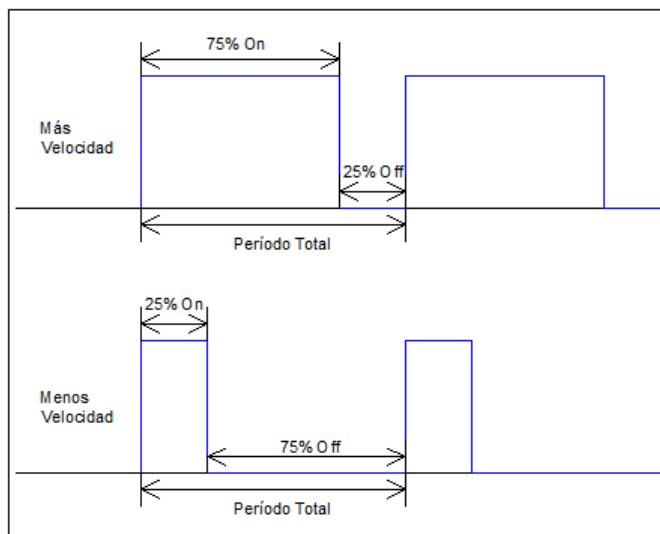 75% On
Más
Velocidad
25% Off
Período Total
25% On
Menos
Velocidad
75% Off
Período Total